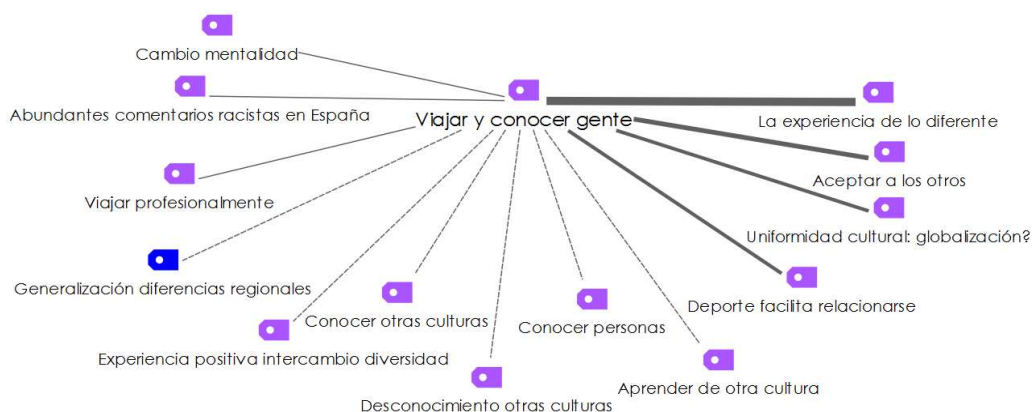 Cambio mentalidad
Abundantes comentarios racistas en España
Viajar y conocer gente
La experiencia de lo diferente
Aceptar a los otros
Viajar profesionalmente
Uniformidad cultural: globalización?
Generalización diferencias regionales
Deporte facilita relacionarse
Conocer otras culturas
Conocer personas
Experiencia positiva intercambio diversidad
Aprender de otra cultura
Desconocimiento otras culturas